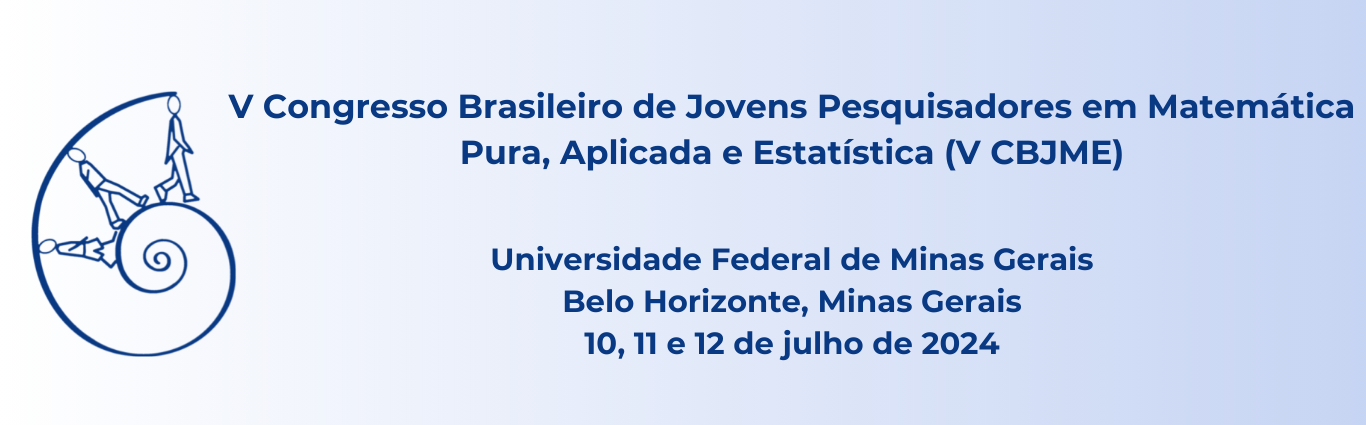 V Congresso Brasileiro de Jovens Pesquisadores em Matemática
Pura, Aplicada e Estatística (V CBJME)
Universidade Federal de Minas Gerais
Belo Horizonte, Minas Gerais
10, 11 e 12 de julho de 2024